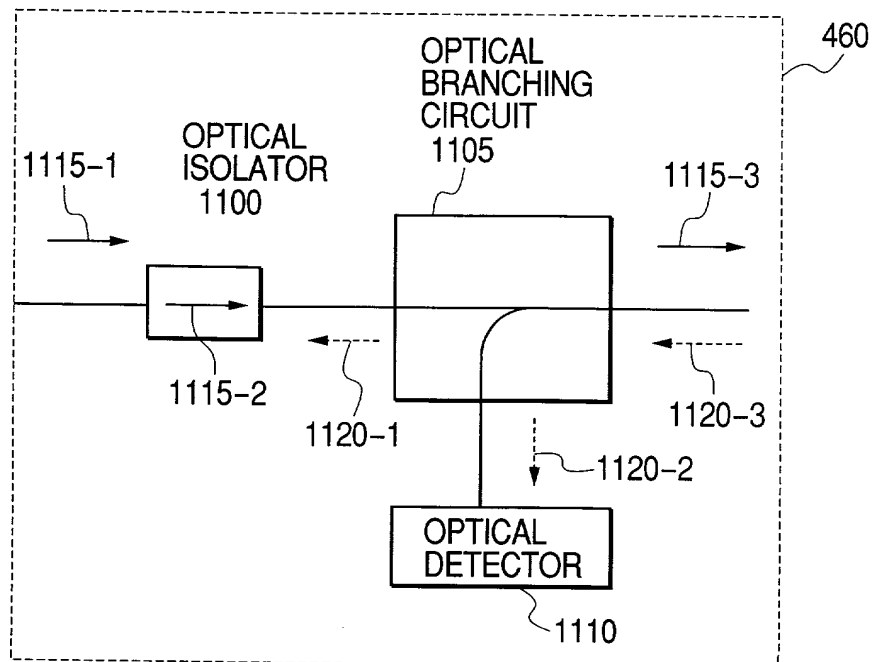 460
OPTICAL
BRANCHING
CIRCUIT
1105
OPTICAL
ISOLATOR
1100
1115-1
1115-3
1115-2
1120-1
1120-3
1120-2
OPTICAL
DETECTOR
1110